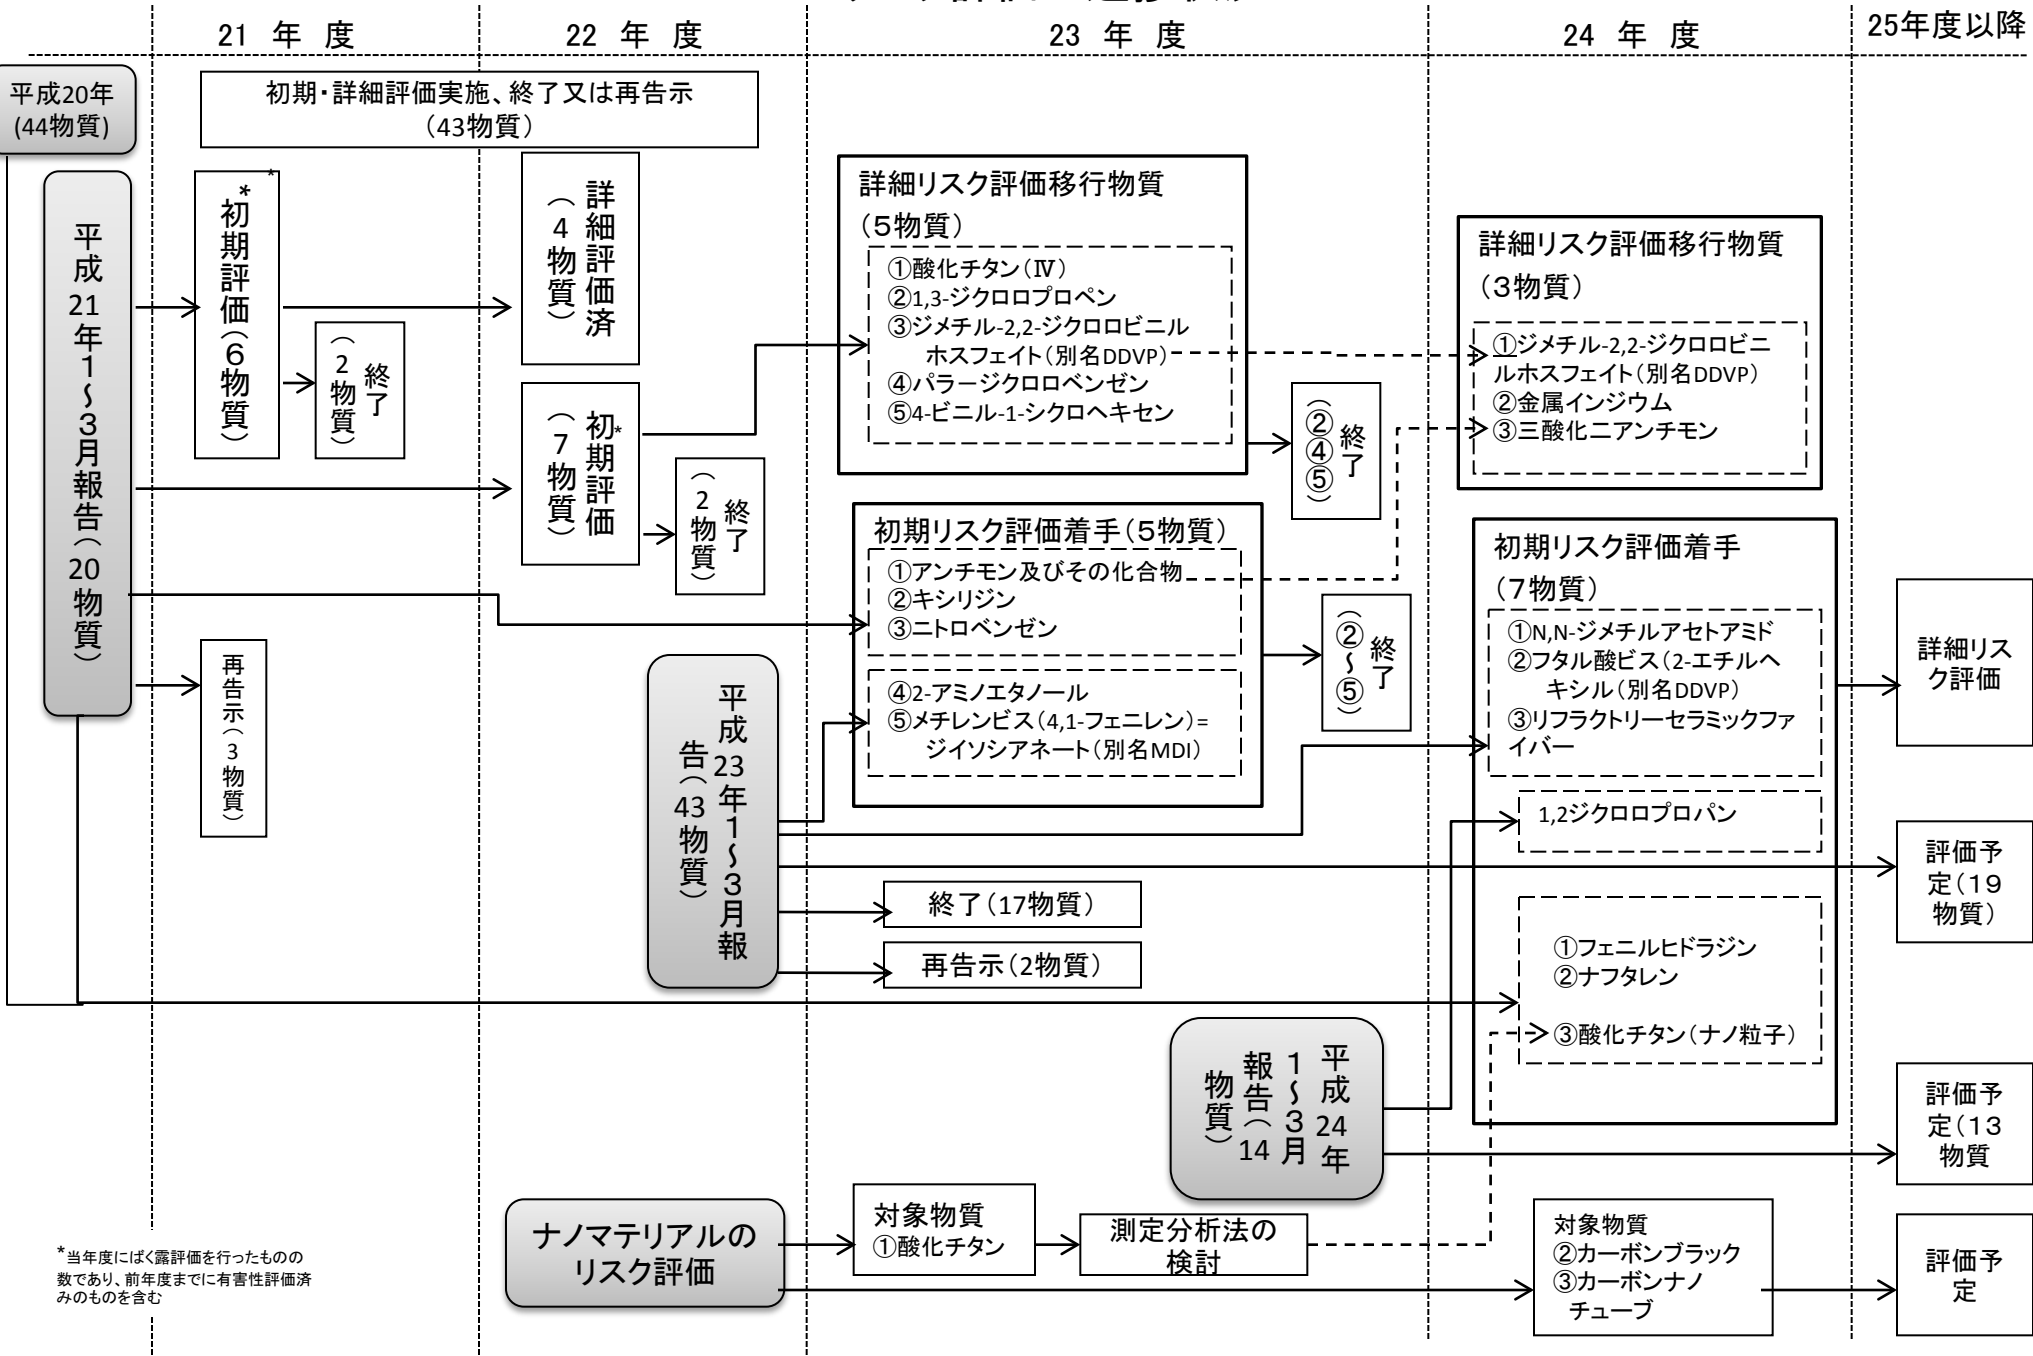 21 年 度
22 年 度
23 年 度
24 年 度
25年度以降
平成20年
(44物質)
初期・詳細評価実施、終了又は再告示
（43物質）
平成21年1～3月報告（20物質）
*
*初期評価（6物質）
終了
（2物質）
再告示（3物質）
詳細評価済
（4物質）
初期評価
*
（7物質）
終了
（2物質）
詳細リスク評価移行物質
（5物質）
①酸化チタン（Ⅳ）
②1,3-ジクロロプロペン
③ジメチル-2,2-ジクロロビニル
ホスフェイト（別名DDVP）
④パラ－ジクロロベンゼン
⑤4-ビニル-1-シクロヘキセン
終了
（②④⑤）
初期リスク評価着手（5物質）
①アンチモン及びその化合物
②キシリジン
③ニトロベンゼン
④2-アミノエタノール
⑤メチレンビス（4,1-フェニレン）=
ジイソシアネート（別名MDI）
終了
（②～⑤）
平成23年1～3月報
告（43物質）
終了（17物質）
再告示（2物質）
詳細リスク評価移行物質
（3物質）
①ジメチル-2,2-ジクロロビニ
ルホスフェイト（別名DDVP）
②金属インジウム
③三酸化ニアンチモン
初期リスク評価着手
（7物質）
①N,N-ジメチルアセトアミド
②フタル酸ビス（2-エチルヘ
キシル（別名DDVP）
③リフラクトリーセラミックファ
イバー
1,2ジクロロプロパン
①フェニルヒドラジン
②ナフタレン
③酸化チタン（ナノ粒子）
詳細リス
ク評価
評価予
定（19
物質）
平成24年
1～3月
報告（14
物質）
評価予
定（13
物質
ナノマテリアルの
リスク評価
対象物質
①酸化チタン
測定分析法の
検討
対象物質
②カーボンブラック
③カーボンナノ
チューブ
評価予
定
*当年度にばく露評価を行ったものの
数であり、前年度までに有害性評価済
みのものを含む